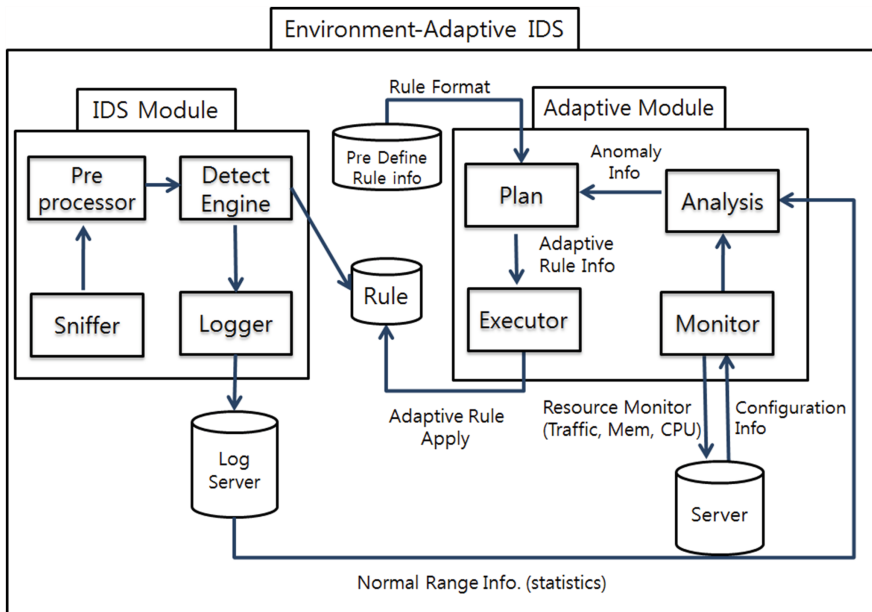 Environment-Adaptive IDS
IDS Module
Pre
processor
Detect
Engine
Sniffer
Logger
Log
Server
Rule Format
Pre Define
Rule info
Rule
Adaptive Rule
Apply
Adaptive Module
Plan
Anomaly
Info
Analysis
Adaptive
Rule Info
Executor
Monitor
Resource Monitor
(Traffic, Mem, CPU)
Configuration
Info
Server
Normal Range Info. (statistics)